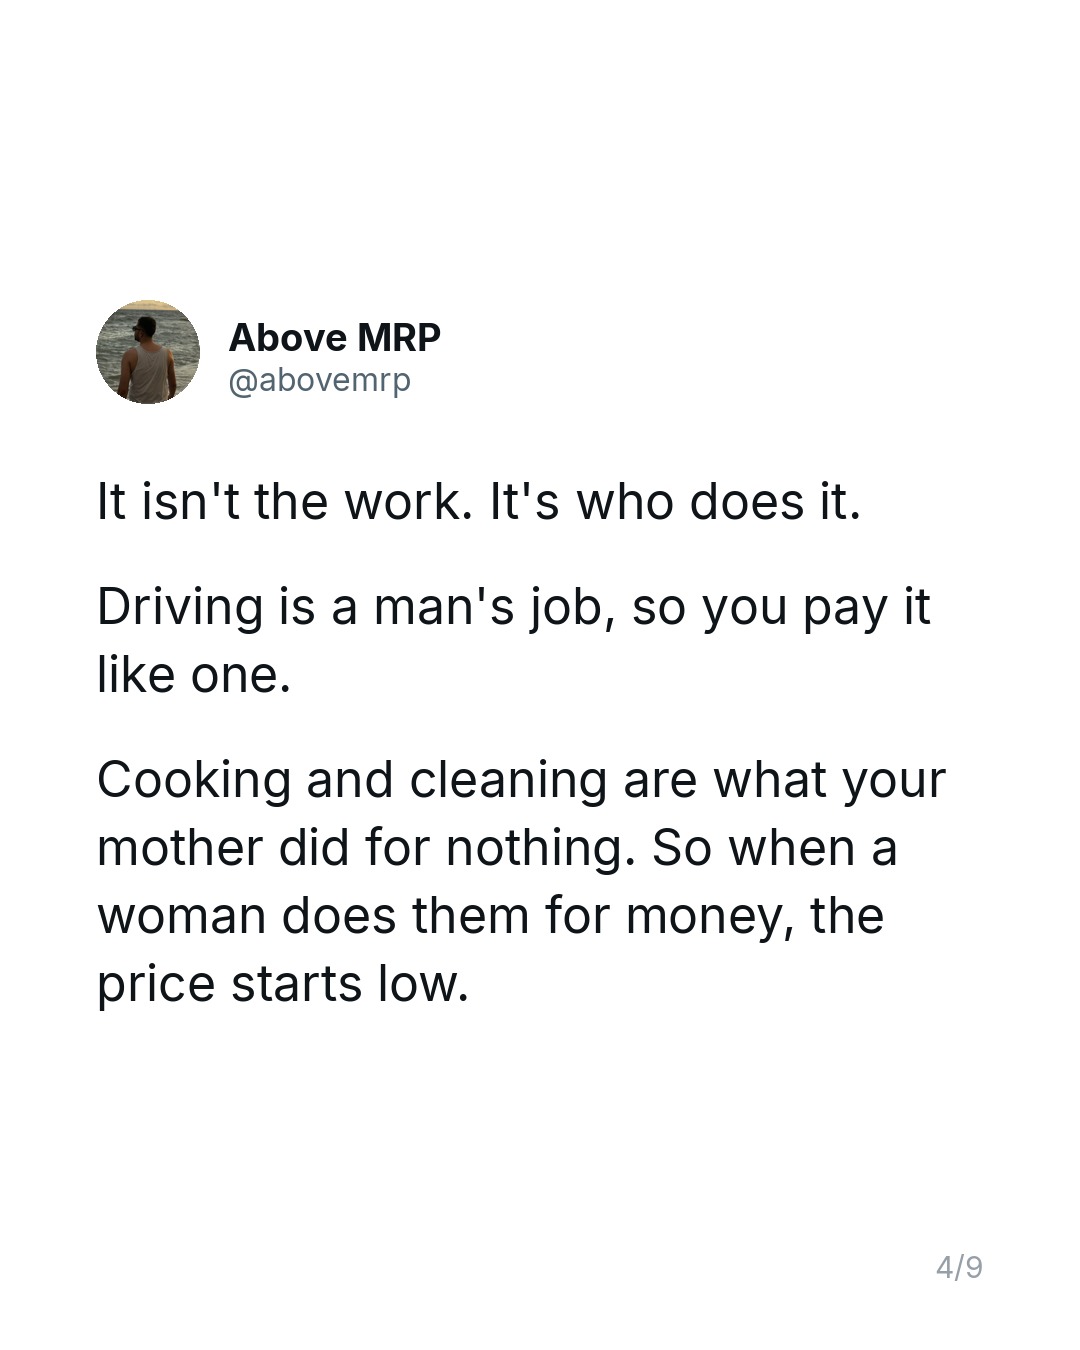 Above MRP
@abovemrp
It isn't the work. It's who does it.
Driving is a man's job, so you pay it
like one.
Cooking and cleaning are what your
mother did for nothing. So when a
woman does them for money, the
price starts low.
4/9